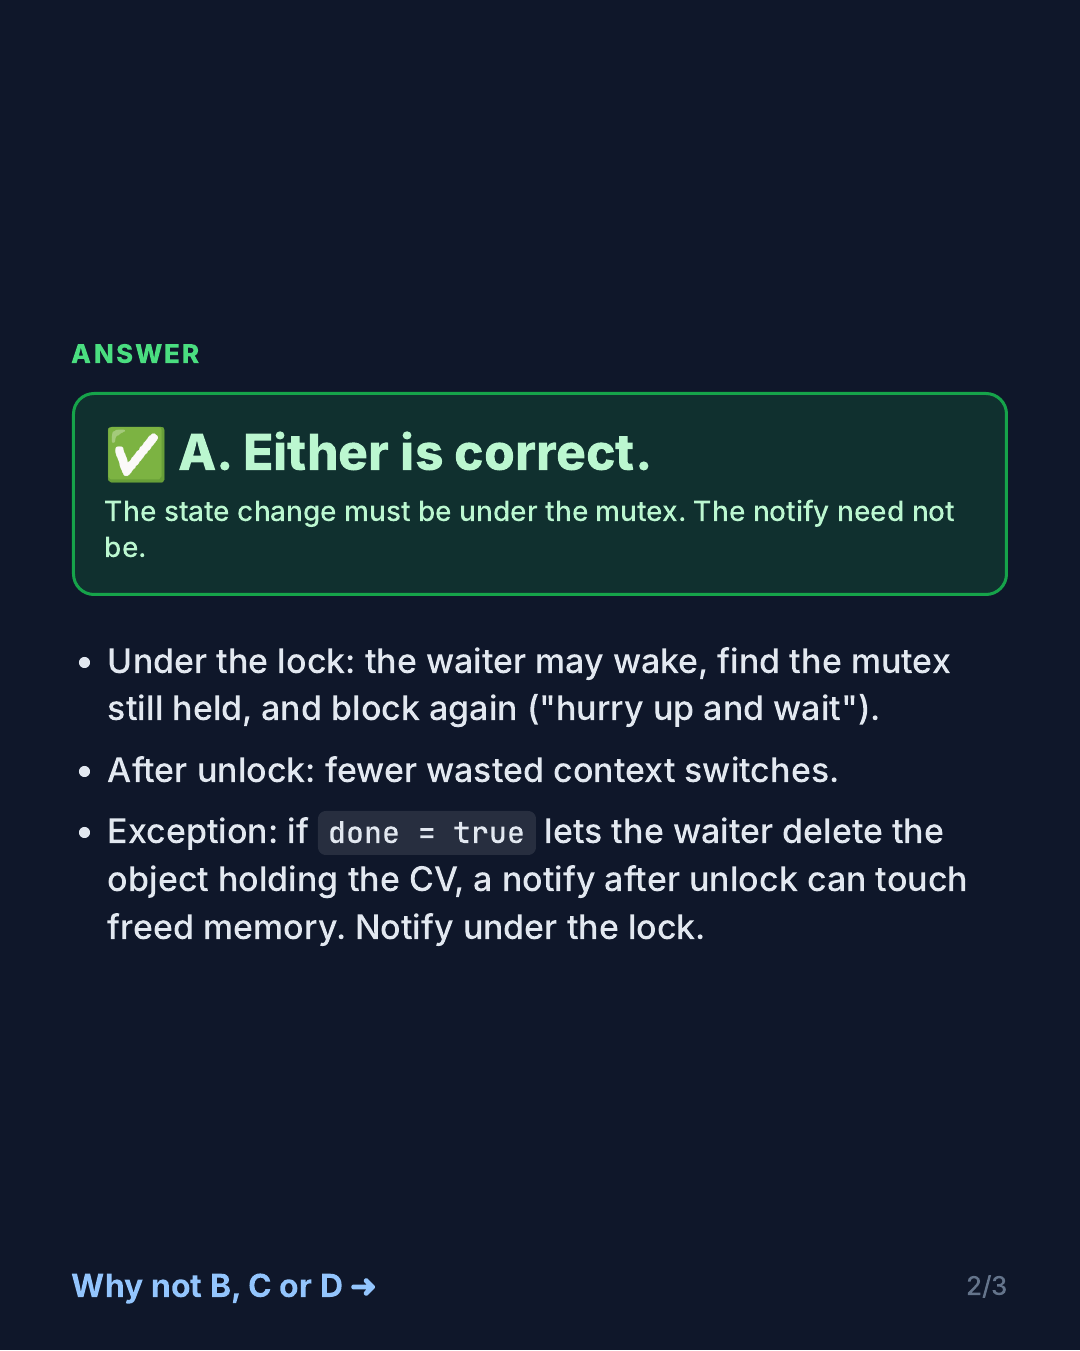 ANSWER
✅ A. Either is correct.
The state change must be under the mutex. The notify need not
be.
• Under the lock: the waiter may wake, find the mutex
still held, and block again ("hurry up and wait").
• After unlock: fewer wasted context switches.
• Exception: if done = true lets the waiter delete the
object holding the CV, a notify after unlock can touch
freed memory. Notify under the lock.
Why not B, C or D ➜
2/3